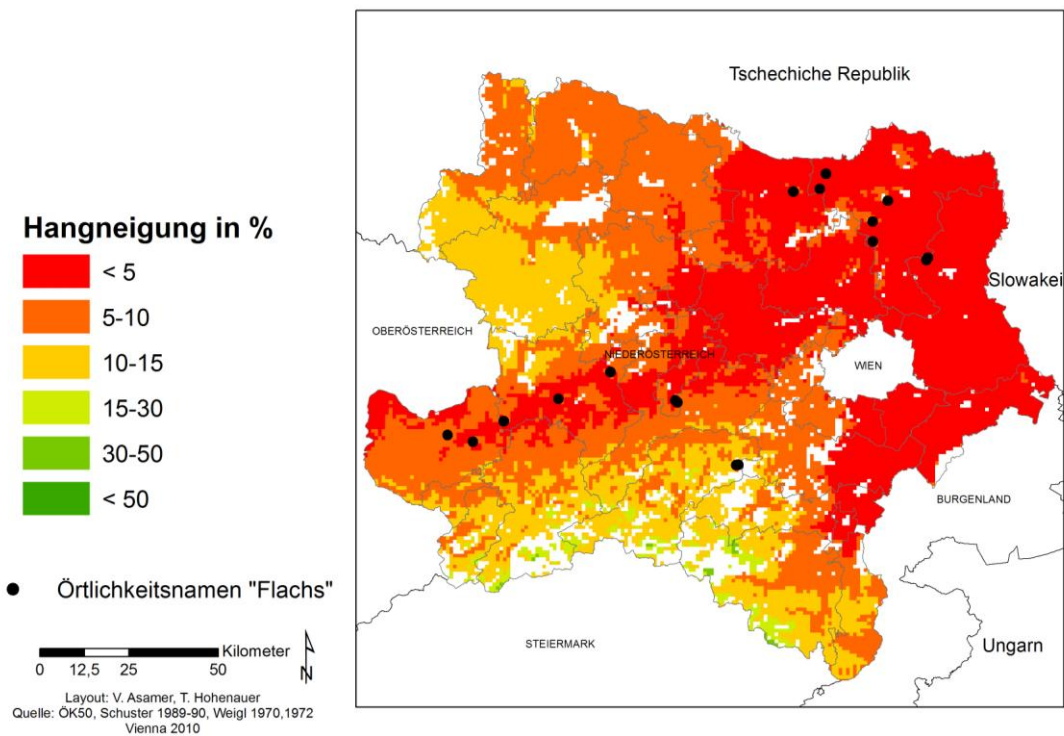 Hangneigung in %
< 5
5-10
10-15
15-30
30-50
< 50
Örtlichkeitsnamen "Flachs"
Kilometer
0 12,5 25 50
N
Layout: V. Asamer, T. Hohenauer
Quelle: ÖK50, Schuster 1989-90, Weigl 1970,1972
Vienna 2010
Tschechiche Republik
Slowakei
OBERÖSTERREICH
NIEDERÖSTERREICH
WIEN
BURGENLAND
STEIERMARK
Ungarn